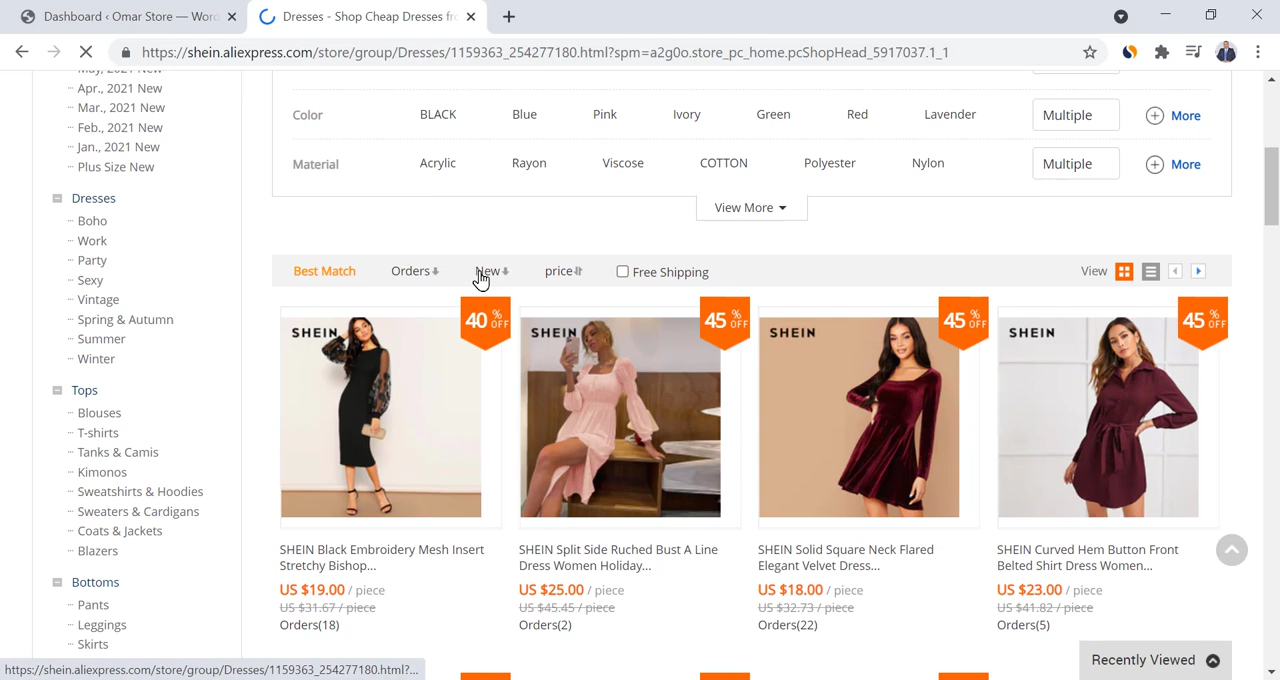 Dashboard ‹ Omar Store — Word
Dresses - Shop Cheap Dresses fro
https://shein.aliexpress.com/store/group/Dresses/1159363_254277180.html?spm=a2g0o.store_pc_home.pcShopHead_5917037.1_1
May, 2021 New
Apr., 2021 New
Mar., 2021 New
Feb., 2021 New
Jan., 2021 New
Plus Size New
Dresses
Boho
Work
Party
Sexy
Vintage
Spring & Autumn
Summer
Winter
Tops
Blouses
T-shirts
Tanks & Camis
Kimonos
Sweatshirts & Hoodies
Sweaters & Cardigans
Coats & Jackets
Blazers
Bottoms
Pants
Leggings
Skirts
Color BLACK Blue Pink Ivory Green Red Lavender Multiple More
Material Acrylic Rayon Viscose COTTON Polyester Nylon Multiple More
View More
Best Match Orders New price Free Shipping View
SHEIN 40 % OFF
SHEIN 45 % OFF
SHEIN 45 % OFF
SHEIN 45 % OFF
SHEIN Black Embroidery Mesh Insert
Stretchy Bishop...
US $19.00 / piece
US $31.67 / piece
Orders(18)
SHEIN Split Side Ruched Bust A Line
Dress Women Holiday...
US $25.00 / piece
US $45.45 / piece
Orders(2)
SHEIN Solid Square Neck Flared
Elegant Velvet Dress...
US $18.00 / piece
US $32.73 / piece
Orders(22)
SHEIN Curved Hem Button Front
Belted Shirt Dress Women...
US $23.00 / piece
US $41.82 / piece
Orders(5)
Recently Viewed
https://shein.aliexpress.com/store/group/Dresses/1159363_254277180.html?...